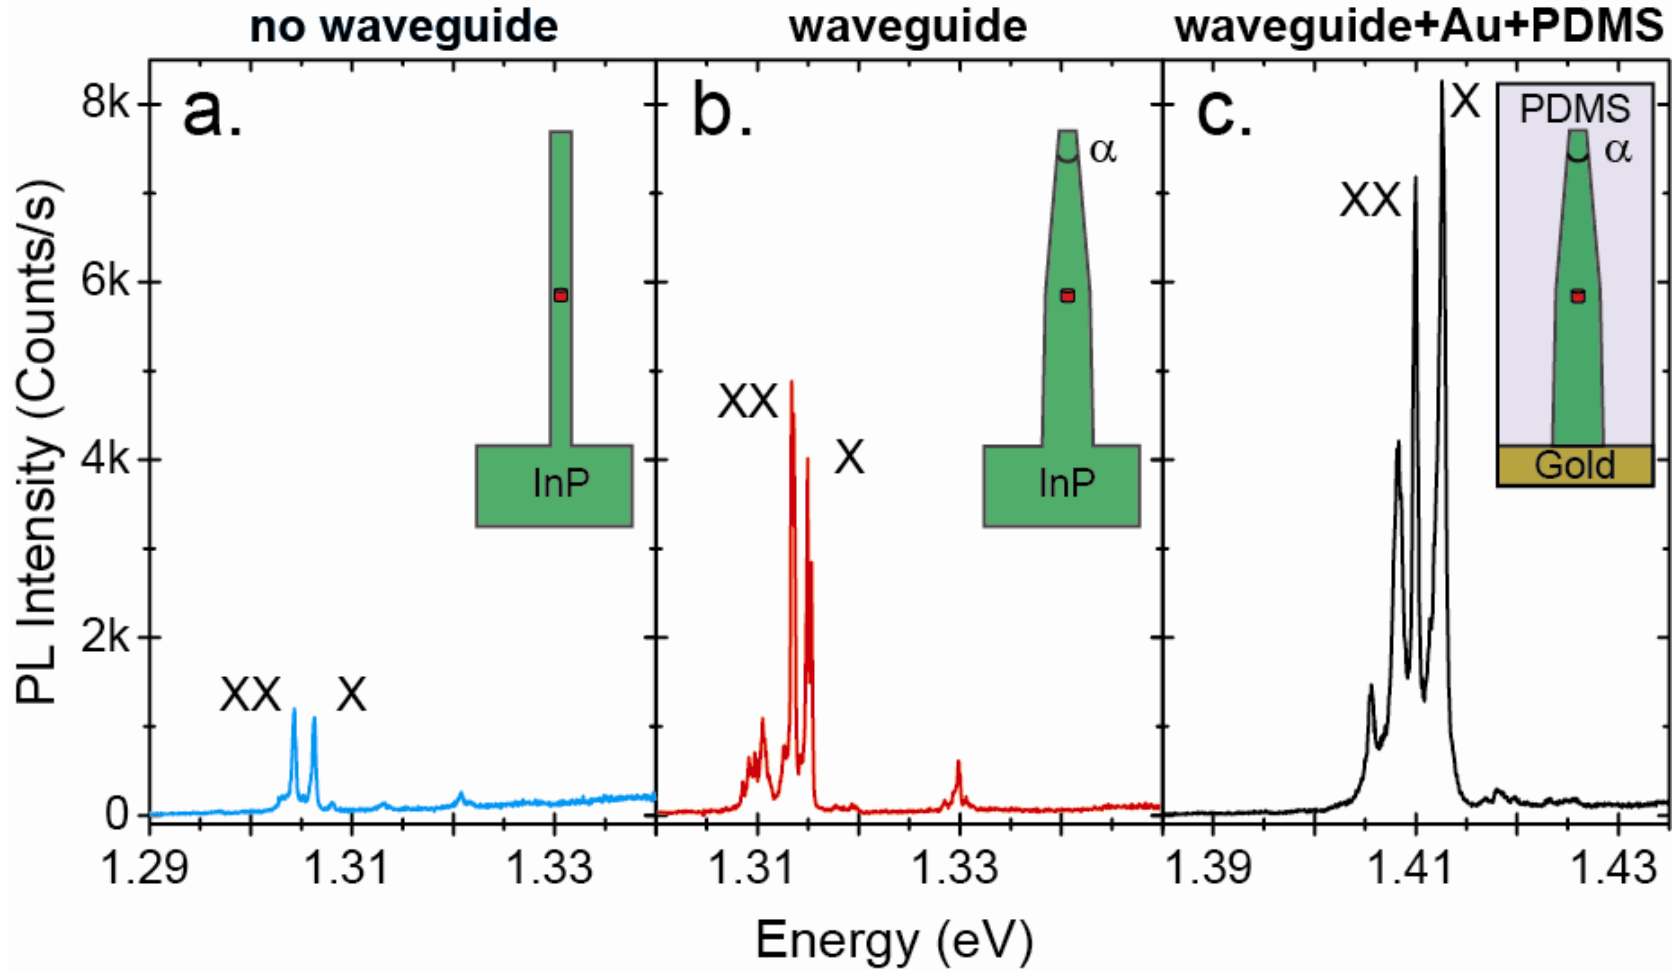 no waveguide
waveguide
waveguide+Au+PDMS
a.
b.
c.
8k
6k
4k
2k
0
PL Intensity (Counts/s)
XX
X
InP
XX
X
α
InP
XX
X
PDMS
α
Gold
1.29
1.31
1.33
1.31
1.33
1.39
1.41
1.43
Energy (eV)